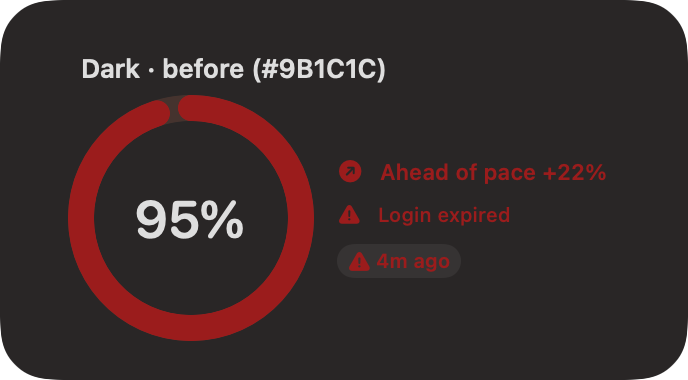 Dark · before (#9B1C1C)
95%
Ahead of pace +22%
Login expired
4m ago